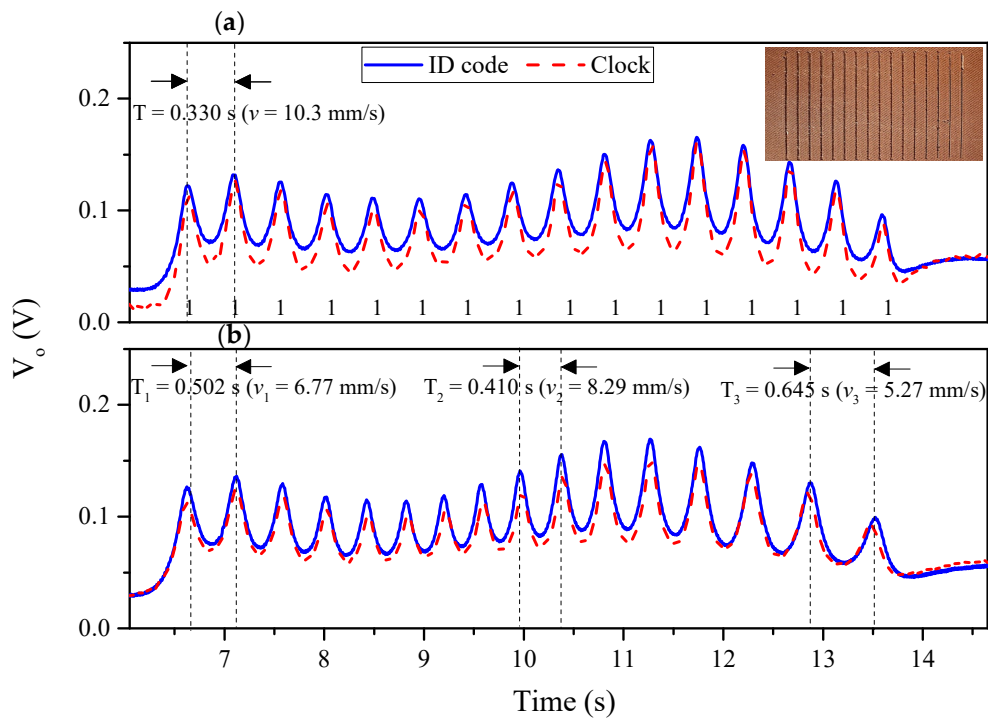 (a)
ID code Clock
0.2
T = 0.330 s (v = 10.3 mm/s)
0.1
0.0
1 1 1 1 1 1 1 1 1 1 1 1 1 1 1 1
V_o (V)
(b)
T_1 = 0.502 s (v_1 = 6.77 mm/s) T_2 = 0.410 s (v_2 = 8.29 mm/s) T_3 = 0.645 s (v_3 = 5.27 mm/s)
0.2
0.1
0.0
7 8 9 10 11 12 13 14
Time (s)